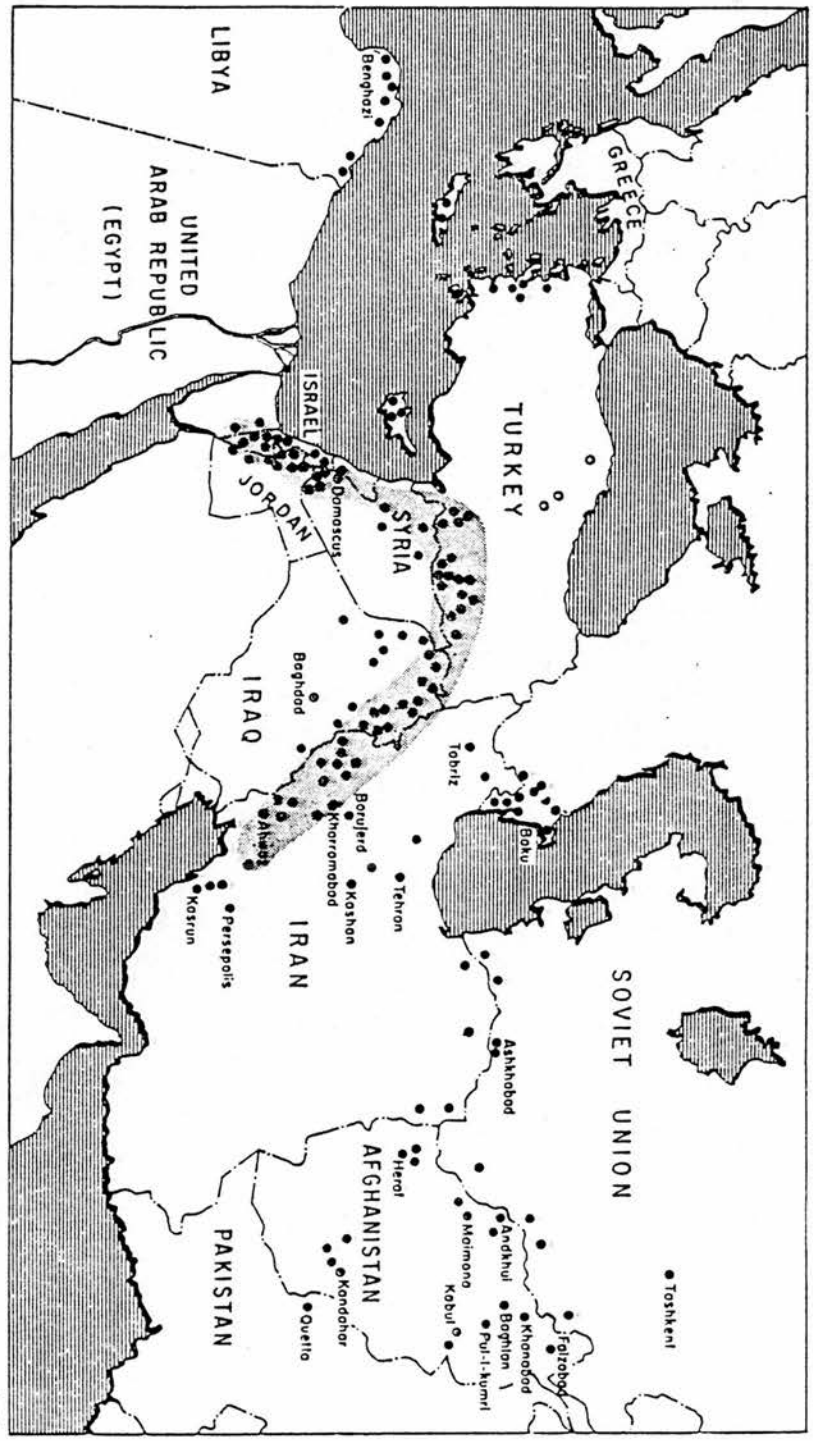 LIBYA
Benghazi
UNITED
ARAB REPUBLIC
(EGYPT)
GREECE
TURKEY
ISRAEL
JORDAN
Damascus
SYRIA
IRAQ
Baghdad
Tabriz
Baku
Borujerd
Khorramabad
Ahwaz
Tehran
Kashan
IRAN
Persepolis
Kasrun
SOVIET UNION
Ashkhabad
AFGHANISTAN
Herat
Maimana
Andkhui
Kandahar
Quetta
PAKISTAN
Kabul
Pul-i-kumri
Baghlan
Khanabad
Faizabad
Tashkent